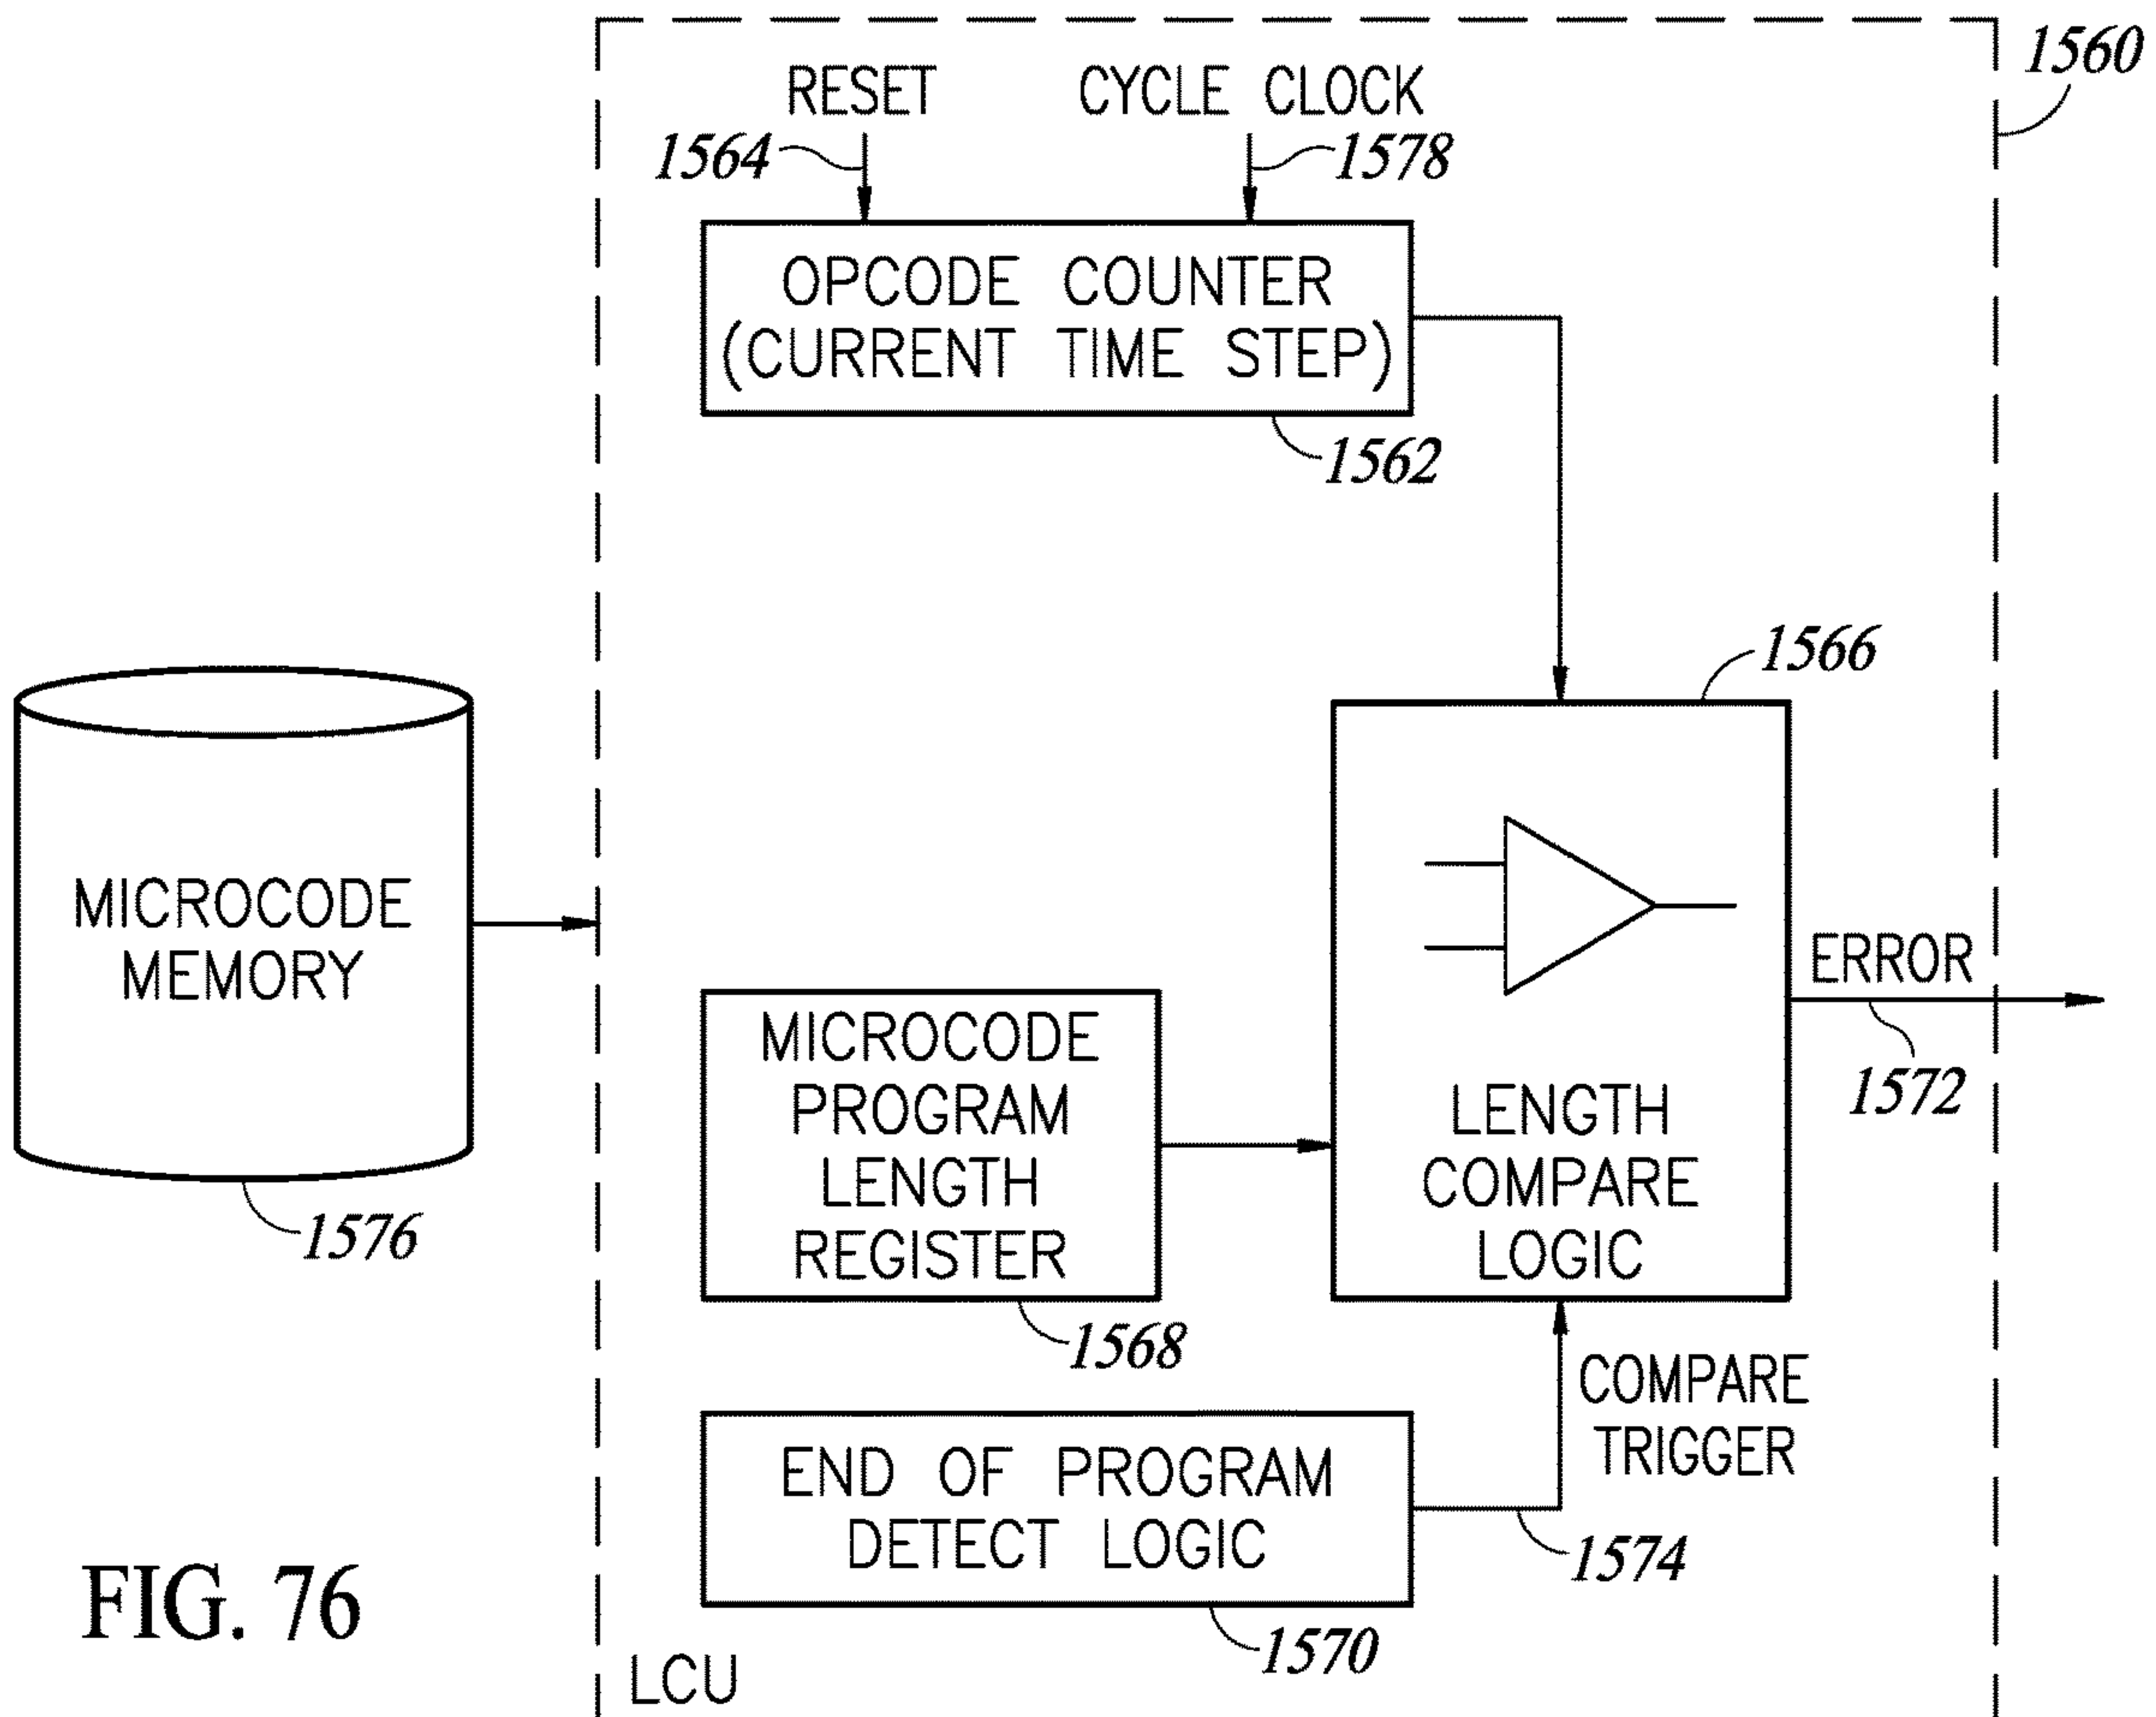 1560
RESET
CYCLE CLOCK
1564
1578
OPCODE COUNTER
(CURRENT TIME STEP)
1562
1566
MICROCODE
MEMORY
1576
MICROCODE
PROGRAM
LENGTH
REGISTER
1568
LENGTH
COMPARE
LOGIC
ERROR
1572
COMPARE
TRIGGER
END OF PROGRAM
DETECT LOGIC
1574
1570
LCU
FIG. 76